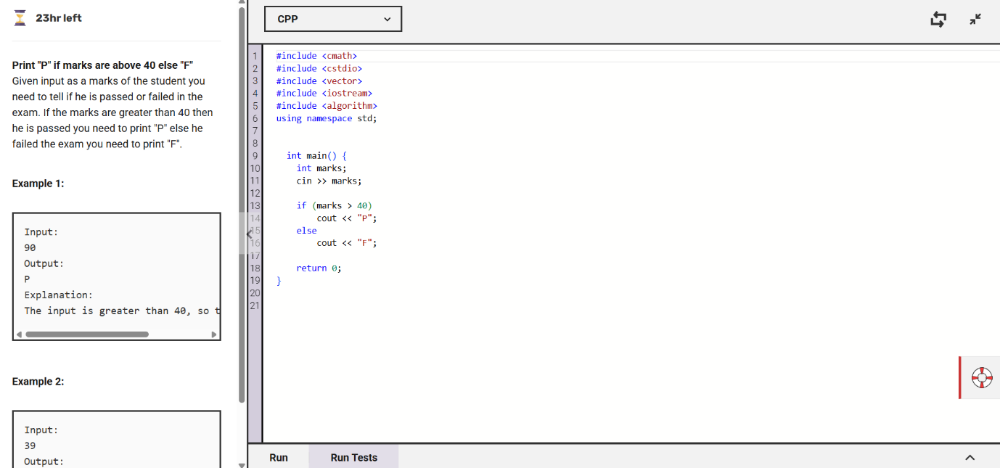 23hr left
Print "P" if marks are above 40 else "F"
Given input as a marks of the student you
need to tell if he is passed or failed in the
exam. If the marks are greater than 40 then
he is passed you need to print "P" else he
failed the exam you need to print "F".
Example 1:
Input:
90
Output:
P
Explanation:
The input is greater than 40, so t
Example 2:
Input:
39
Output:
CPP
1 #include <cmath>
2 #include <cstdio>
3 #include <vector>
4 #include <iostream>
5 #include <algorithm>
6 using namespace std;
7
8
9 int main() {
10 int marks;
11 cin >> marks;
12
13 if (marks > 40)
14 cout << "P";
15 else
16 cout << "F";
17
18 return 0;
19 }
20
21
Run
Run Tests